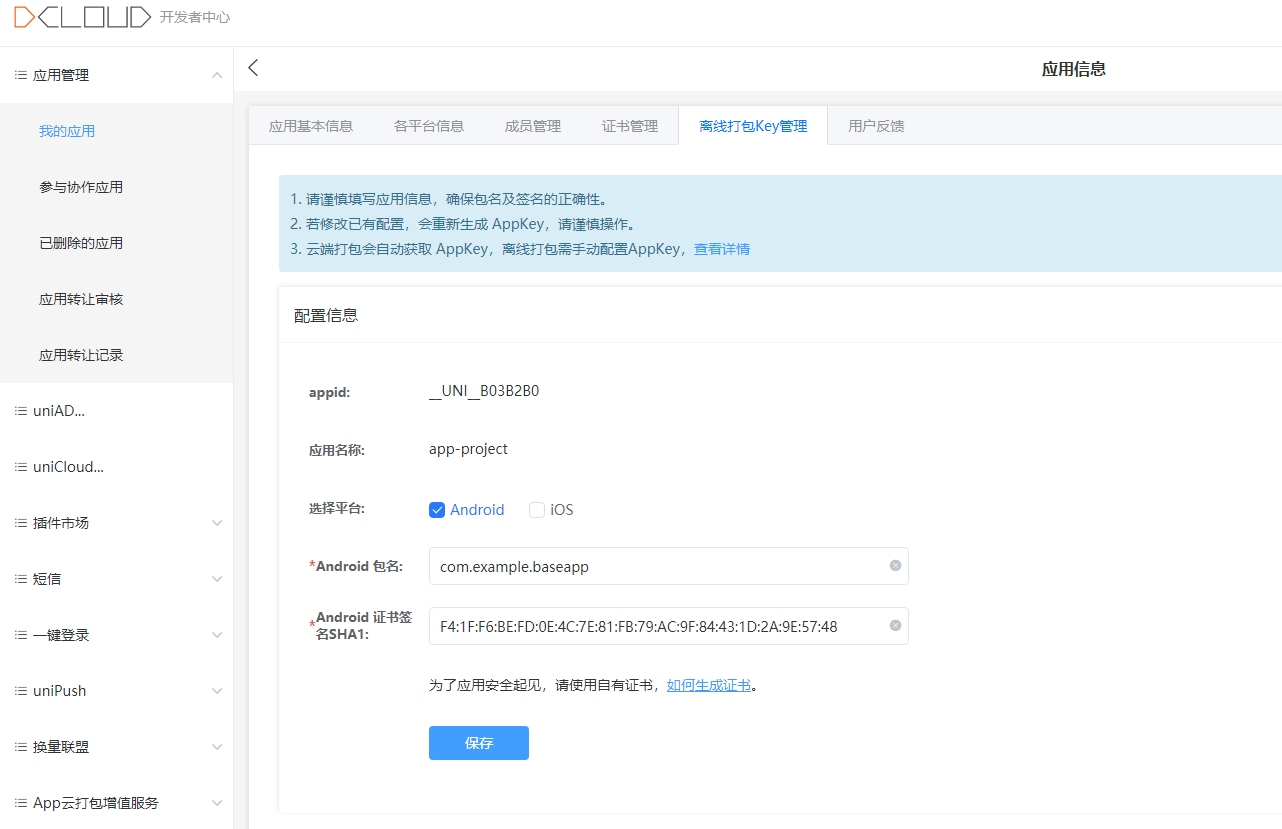 DCLOUD 开发者中心
应用管理
我的应用
参与协作应用
已删除的应用
应用转让审核
应用转让记录
uniAD...
uniCloud...
插件市场
短信
一键登录
uniPush
换量联盟
App云打包增值服务
应用信息
应用基本信息 各平台信息 成员管理 证书管理 离线打包Key管理 用户反馈
1. 请谨慎填写应用信息，确保包名及签名的正确性。
2. 若修改已有配置，会重新生成 AppKey，请谨慎操作。
3. 云端打包会自动获取 AppKey，离线打包需手动配置AppKey，查看详情
配置信息
appid: __UNI__B03B2B0
应用名称: app-project
选择平台: Android iOS
*Android 包名: com.example.baseapp
*Android 证书签
名SHA1: F4:1F:F6:BE:FD:0E:4C:7E:81:FB:79:AC:9F:84:43:1D:2A:9E:57:48
为了应用安全起见，请使用自有证书，如何生成证书。
保存